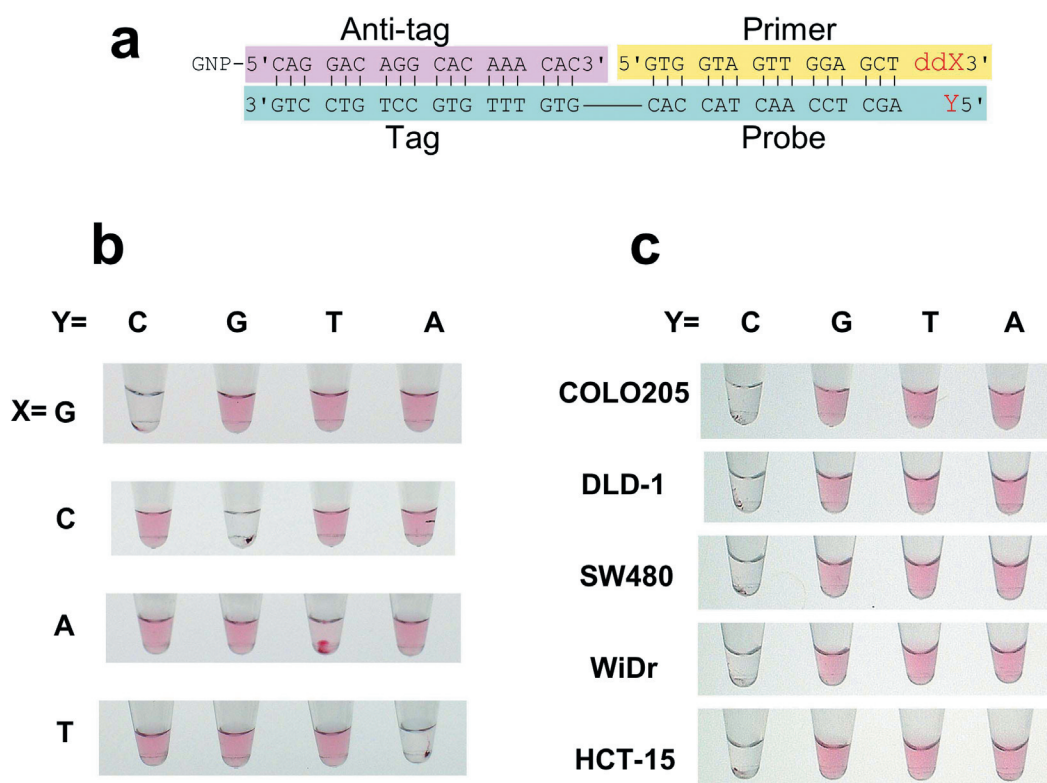 a
Anti-tag Primer
GNP-5'CAG GAC AGG CAC AAA CAC3' 5'GTG GTA GTT GGA GCT ddX3'
3'GTC CTG TCC GTG TTT GTG CAC CAT CAA CCT CGA Y5'
Tag Probe
b
Y= C G T A
X= G
C
A
T
c
Y= C G T A
COLO205
DLD-1
SW480
WiDr
HCT-15